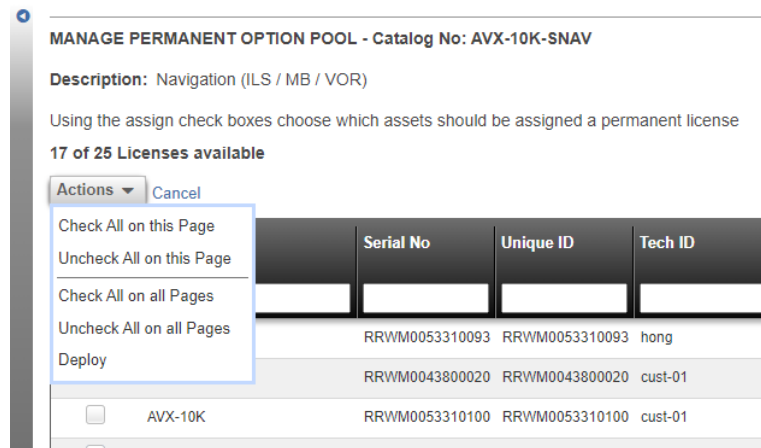 MANAGE PERMANENT OPTION POOL - Catalog No: AVX-10K-SNAV
Description: Navigation (ILS / MB / VOR)
Using the assign check boxes choose which assets should be assigned a permanent license
17 of 25 Licenses available
Actions Cancel
Check All on this Page
Uncheck All on this Page
Check All on all Pages
Uncheck All on all Pages
Deploy
Serial No Unique ID Tech ID
RRWM0053310093 RRWM0053310093 hong
RRWM0043800020 RRWM0043800020 cust-01
AVX-10K RRWM0053310100 RRWM0053310100 cust-01